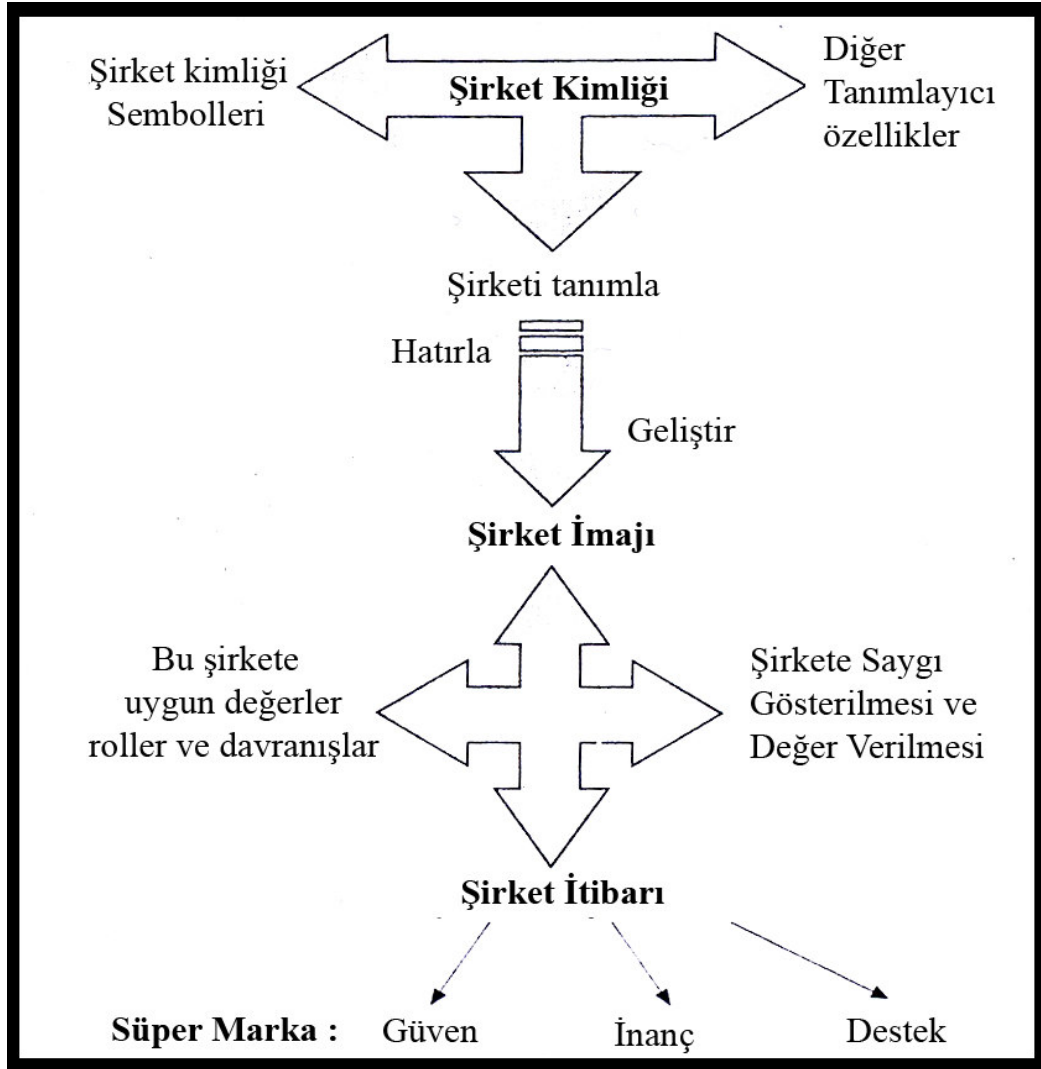 Şirket kimliği
Sembolleri
Şirket Kimliği
Diğer
Tanımlayıcı
özellikler
Şirketi tanımla
Hatırla
Geliştir
Şirket İmajı
Bu şirkete
uygun değerler
roller ve davranışlar
Şirkete Saygı
Gösterilmesi ve
Değer Verilmesi
Şirket İtibarı
Süper Marka : Güven İnanç Destek